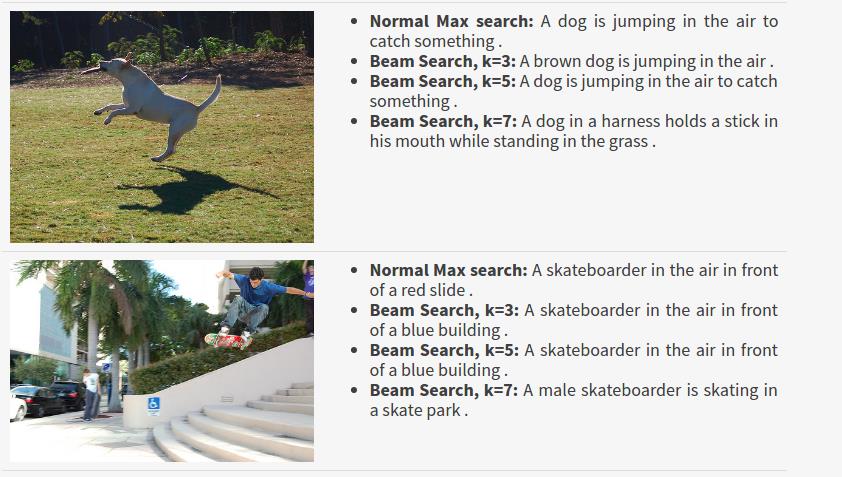 Normal Max search: A dog is jumping in the air to
catch something .
Beam Search, k=3: A brown dog is jumping in the air .
Beam Search, k=5: A dog is jumping in the air to catch
something .
Beam Search, k=7: A dog in a harness holds a stick in
his mouth while standing in the grass .
Normal Max search: A skateboarder in the air in front
of a red slide .
Beam Search, k=3: A skateboarder in the air in front
of a blue building .
Beam Search, k=5: A skateboarder in the air in front
of a blue building .
Beam Search, k=7: A male skateboarder is skating in
a skate park .